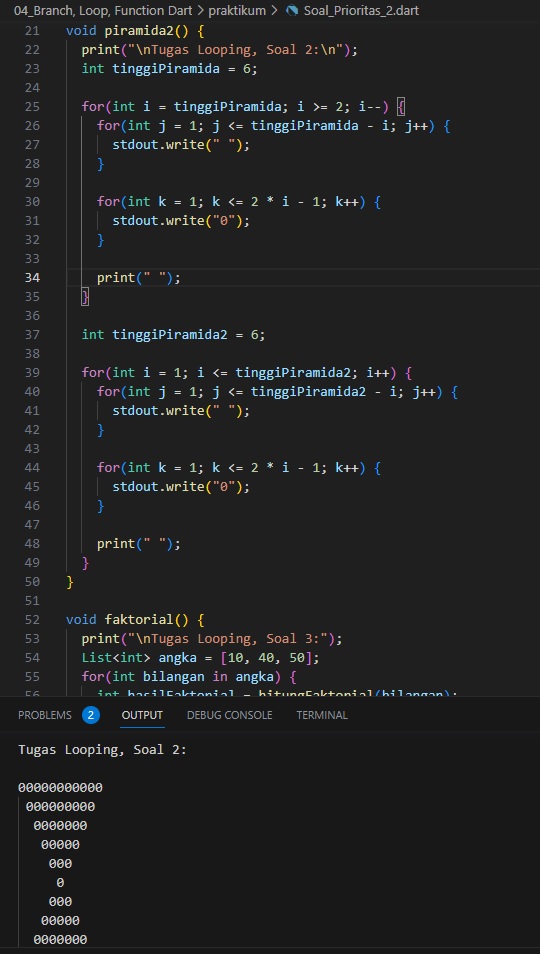 04_Branch, Loop, Function Dart > praktikum > Soal_Prioritas_2.dart
21 void piramida2() {
22 print("\nTugas Looping, Soal 2:\n");
23 int tinggiPiramida = 6;
24
25 for(int i = tinggiPiramida; i >= 2; i--) {
26 for(int j = 1; j <= tinggiPiramida - i; j++) {
27 stdout.write(" ");
28 }
29
30 for(int k = 1; k <= 2 * i - 1; k++) {
31 stdout.write("0");
32 }
33
34 print(" ");
35 }
36
37 int tinggiPiramida2 = 6;
38
39 for(int i = 1; i <= tinggiPiramida2; i++) {
40 for(int j = 1; j <= tinggiPiramida2 - i; j++) {
41 stdout.write(" ");
42 }
43
44 for(int k = 1; k <= 2 * i - 1; k++) {
45 stdout.write("0");
46 }
47
48 print(" ");
49 }
50 }
51
52 void faktorial() {
53 print("\nTugas Looping, Soal 3:");
54 List<int> angka = [10, 40, 50];
55 for(int bilangan in angka) {
56 int hasilFaktorial = hitungFaktorial(bilangan);
PROBLEMS 2 OUTPUT DEBUG CONSOLE TERMINAL
Tugas Looping, Soal 2:
00000000000
000000000
0000000
00000
000
0
000
00000
0000000